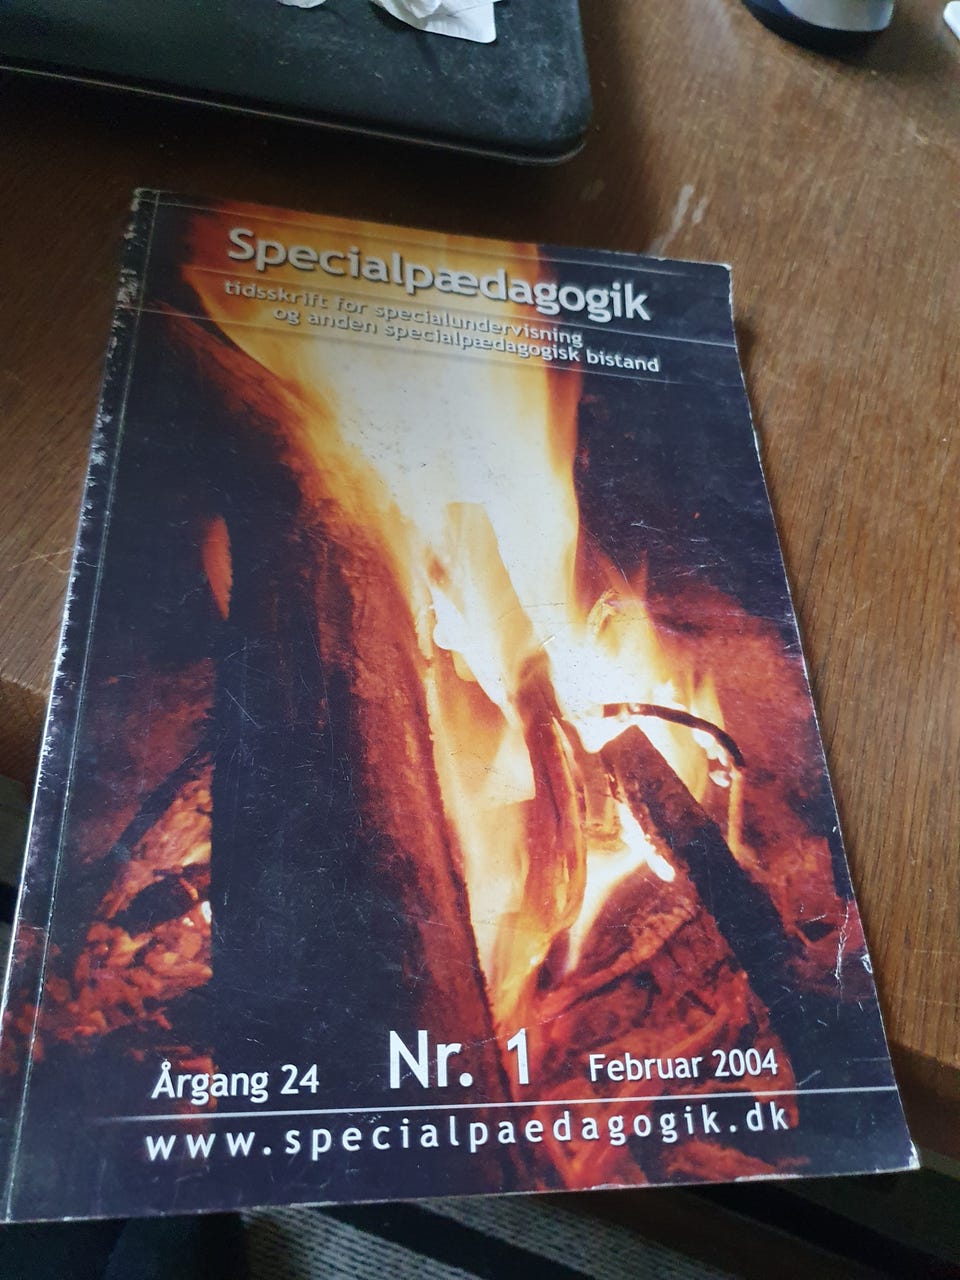 Specialpædagogik
tidsskrift for specialundervisning
og anden specialpædagogisk bistand
Årgang 24 Nr. 1 Februar 2004
www.specialpaedagogik.dk